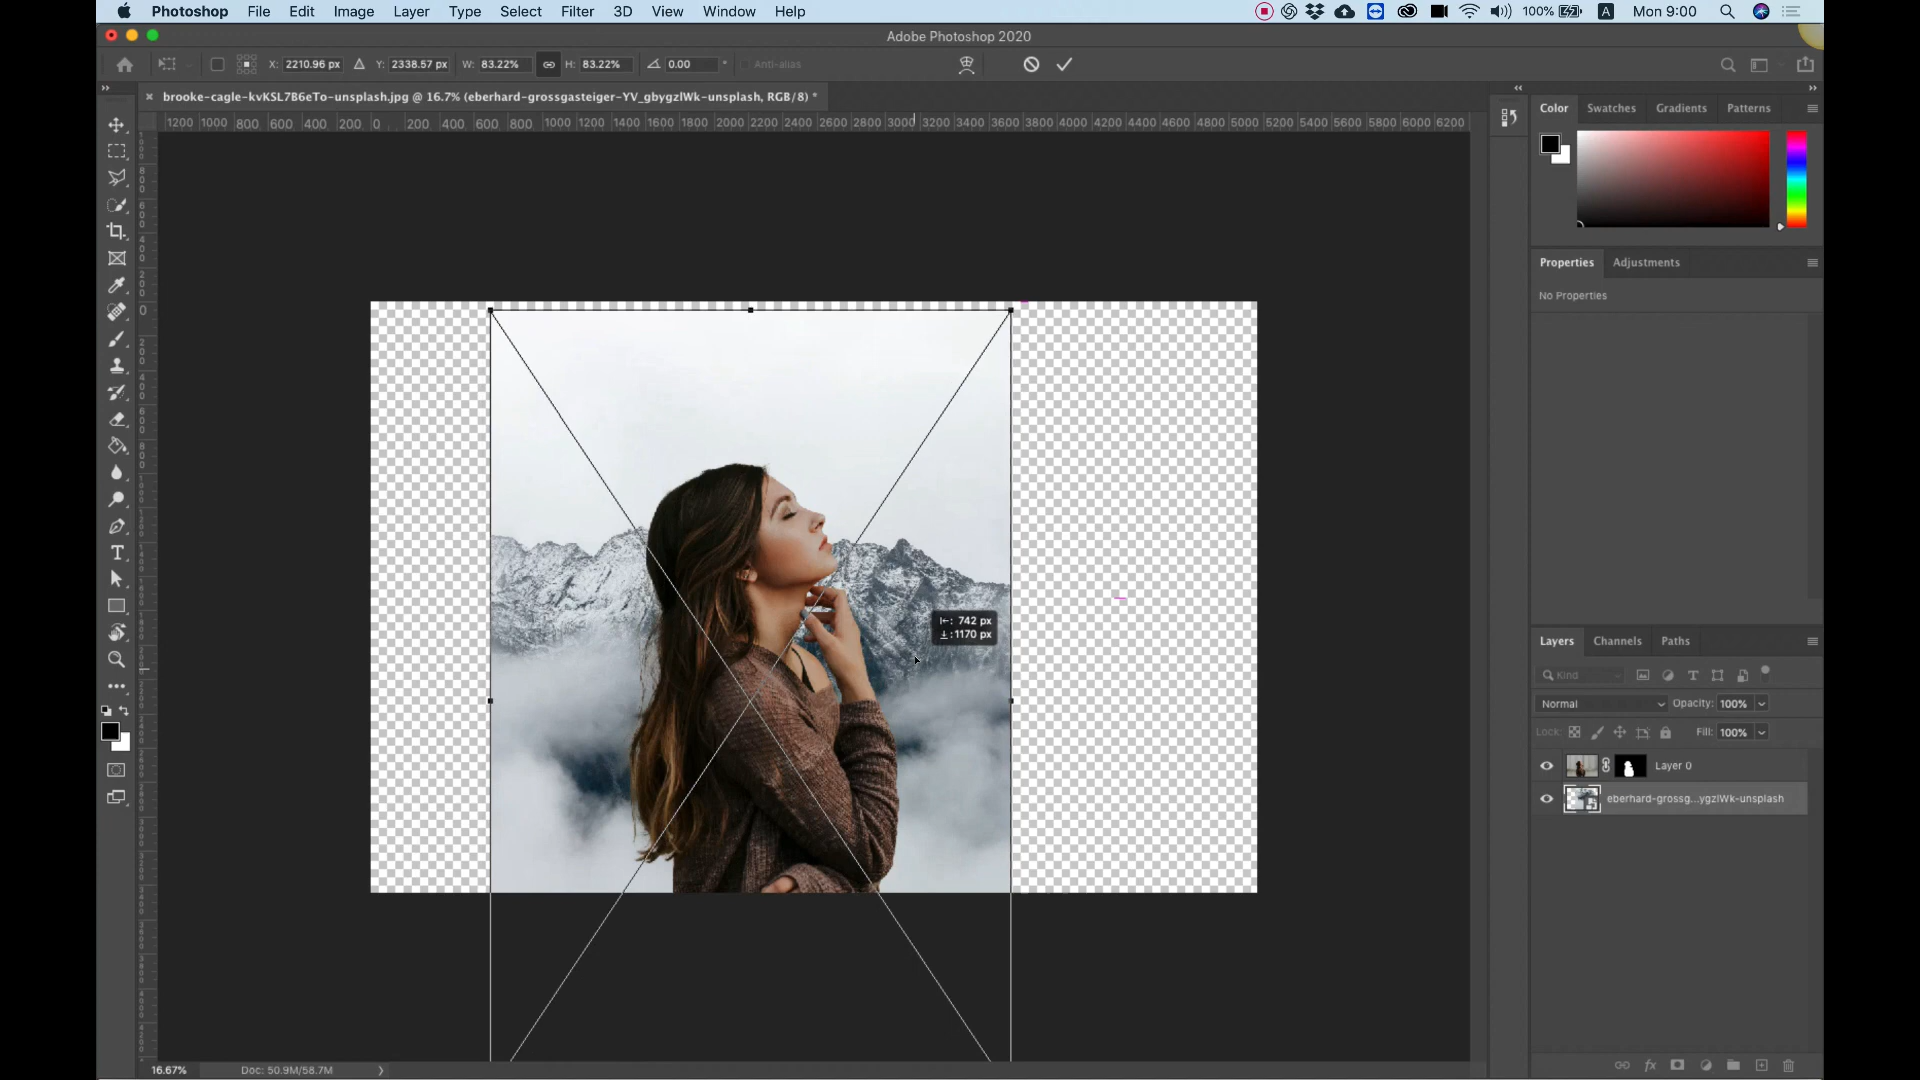 Photoshop File Edit Image Layer Type Select Filter 3D View Window Help 100% A Mon 9:00
Adobe Photoshop 2020
X: 2210.96 px Y: 2338.57 px W: 83.22% H: 83.22% 0.00 ° Anti-alias
brooke-cagle-kvKSL7B6eTo-unsplash.jpg @ 16.7% (eberhard-grossgasteiger-YV_gbygzlWk-unsplash, RGB/8) *
1200 1000 800 600 400 200 0 200 400 600 800 1000 1200 1400 1600 1800 2000 2200 2400 2600 2800 3000 3200 3400 3600 3800 4000 4200 4400 4600 4800 5000 5200 5400 5600 5800 6000 6200
Color Swatches Gradients Patterns
Properties Adjustments
No Properties
742 px
1170 px
Layers Channels Paths
Kind
Normal Opacity: 100%
Lock: Fill: 100%
Layer 0
eberhard-grossg...ygzlWk-unsplash
fx
16.67% Doc: 50.9M/58.7M